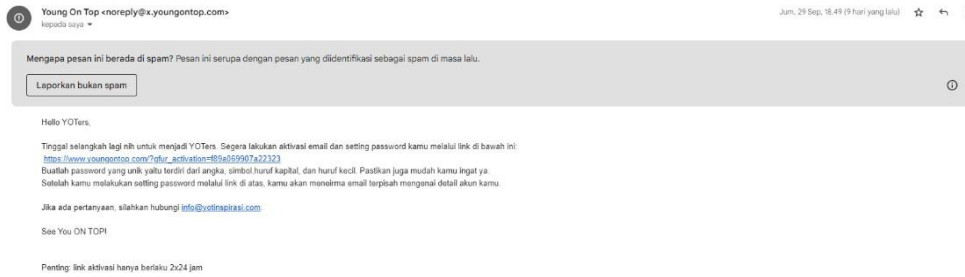 Young On Top <noreply@x.youngontop.com>
Jum, 29 Sep, 18.49 (9 hari yang lalu)
kepada saya
Mengapa pesan ini berada di spam? Pesan ini serupa dengan pesan yang diidentifikasi sebagai spam di masa lalu.
Laporkan bukan spam
Hello YOTers,
Tinggal selangkah lagi nih untuk menjadi YOTers. Segera lakukan aktivasi email dan setting password kamu melalui link di bawah ini:
https://www.youngontop.com/?gfur_activation=f89a069907a22323
Buatlah password yang unik yaitu terdiri dari angka, simbol,huruf kapital, dan huruf kecil. Pastikan juga mudah kamu ingat ya.
Setelah kamu melakukan setting password melalui link di atas, kamu akan meneirma email terpisah mengenai detail akun kamu.
Jika ada pertanyaan, silahkan hubungi info@yotinspirasi.com.
See You ON TOP!
Penting: link aktivasi hanya berlaku 2x24 jam